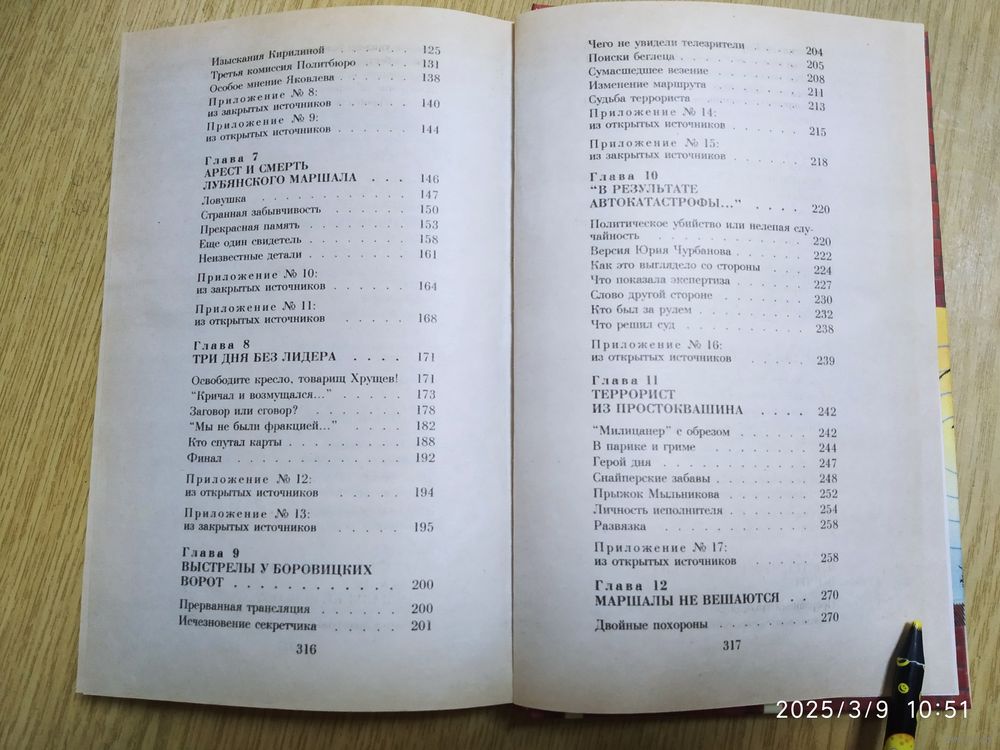 Изыскания Кирилиной . . . . . . 125
Третья комиссия Политбюро . . . . 131
Особое мнение Яковлева . . . . . 138
Приложение № 8:
из закрытых источников . . . . . 140
Приложение № 9:
из открытых источников . . . . . 144
Глава 7
АРЕСТ И СМЕРТЬ
ЛУБЯНСКОГО МАРШАЛА . . . 146
Ловушка . . . . . . . . . . 147
Странная забывчивость . . . . . . 150
Прекрасная память . . . . . . . 153
Еще один свидетель . . . . . . . 158
Неизвестные детали . . . . . . . 161
Приложение № 10:
из закрытых источников . . . . . 164
Приложение № 11:
из открытых источников . . . . . 168
Глава 8
ТРИ ДНЯ БЕЗ ЛИДЕРА . . . . 171
Освободите кресло, товарищ Хрущев! 171
“Кричал и возмущался...” . . . . . 173
Заговор или сговор? . . . . . . 178
“Мы не были фракцией...” . . . . 182
Кто спутал карты . . . . . . . . 188
Финал . . . . . . . . . . . 192
Приложение № 12:
из открытых источников . . . . . 194
Приложение № 13:
из закрытых источников . . . . . 195
Глава 9
ВЫСТРЕЛЫ У БОРОВИЦКИХ
ВОРОТ . . . . . . . . . . . 200
Прерванная трансляция . . . . . . 200
Исчезновение секретчика . . . . . 201
316
Чего не увидели телезрители . . . . 204
Поиски беглеца . . . . . . . . 205
Сумасшедшее везение . . . . . . 208
Изменение маршрута . . . . . . 211
Судьба террориста . . . . . . . 213
Приложение № 14:
из открытых источников . . . . . 215
Приложение № 15:
из закрытых источников . . . . . 218
Глава 10
“В РЕЗУЛЬТАТЕ
АВТОКАТАСТРОФЫ...” . . . . 220
Политическое убийство или нелепая слу-
чайность . . . . . . . . . . 220
Версия Юрия Чурбанова . . . . . . 222
Как это выглядело со стороны . . . . 224
Что показала экспертиза . . . . . . 227
Слово другой стороне . . . . . . 230
Кто был за рулем . . . . . . . . 232
Что решил суд . . . . . . . . . 238
Приложение № 16:
из открытых источников . . . . . 239
Глава 11
ТЕРРОРИСТ
ИЗ ПРОСТОКВАШИНА . . . . 242
“Милицанер” с обрезом . . . . . . 242
В парике и гриме . . . . . . . . 244
Герой дня . . . . . . . . . . 247
Снайперские забавы . . . . . . . 248
Прыжок Мыльникова . . . . . . 252
Личность исполнителя . . . . . . 254
Развязка . . . . . . . . . . 258
Приложение № 17:
из открытых источников . . . . . 258
Глава 12
МАРШАЛЫ НЕ ВЕШАЮТСЯ . . 270
Двойные похороны . . . . . . . 270
317
2025/3/9 10:51